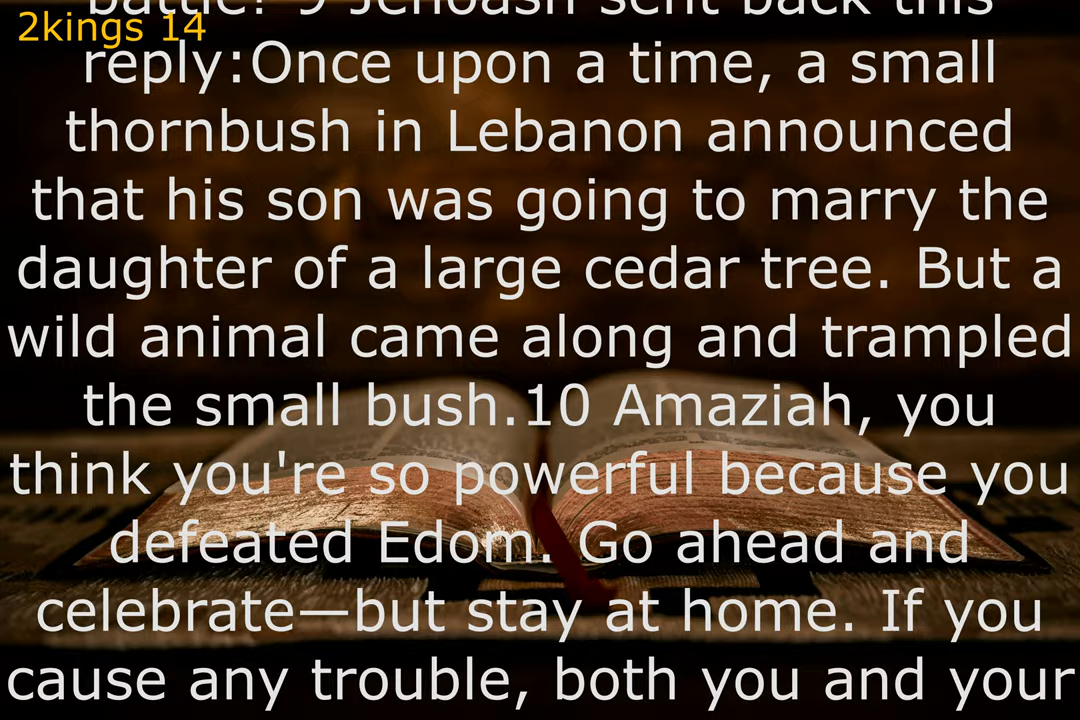 battle? 9 Jehoash sent back this
2kings 14
reply:Once upon a time, a small
thornbush in Lebanon announced
that his son was going to marry the
daughter of a large cedar tree. But a
wild animal came along and trampled
the small bush.10 Amaziah, you
think you're so powerful because you
defeated Edom. Go ahead and
celebrate—but stay at home. If you
cause any trouble, both you and your